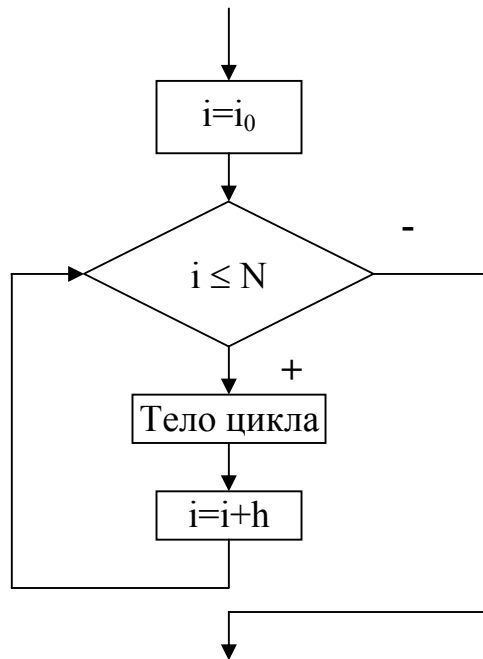 i=i₀
-
i ≤ N
+
Тело цикла
i=i+h